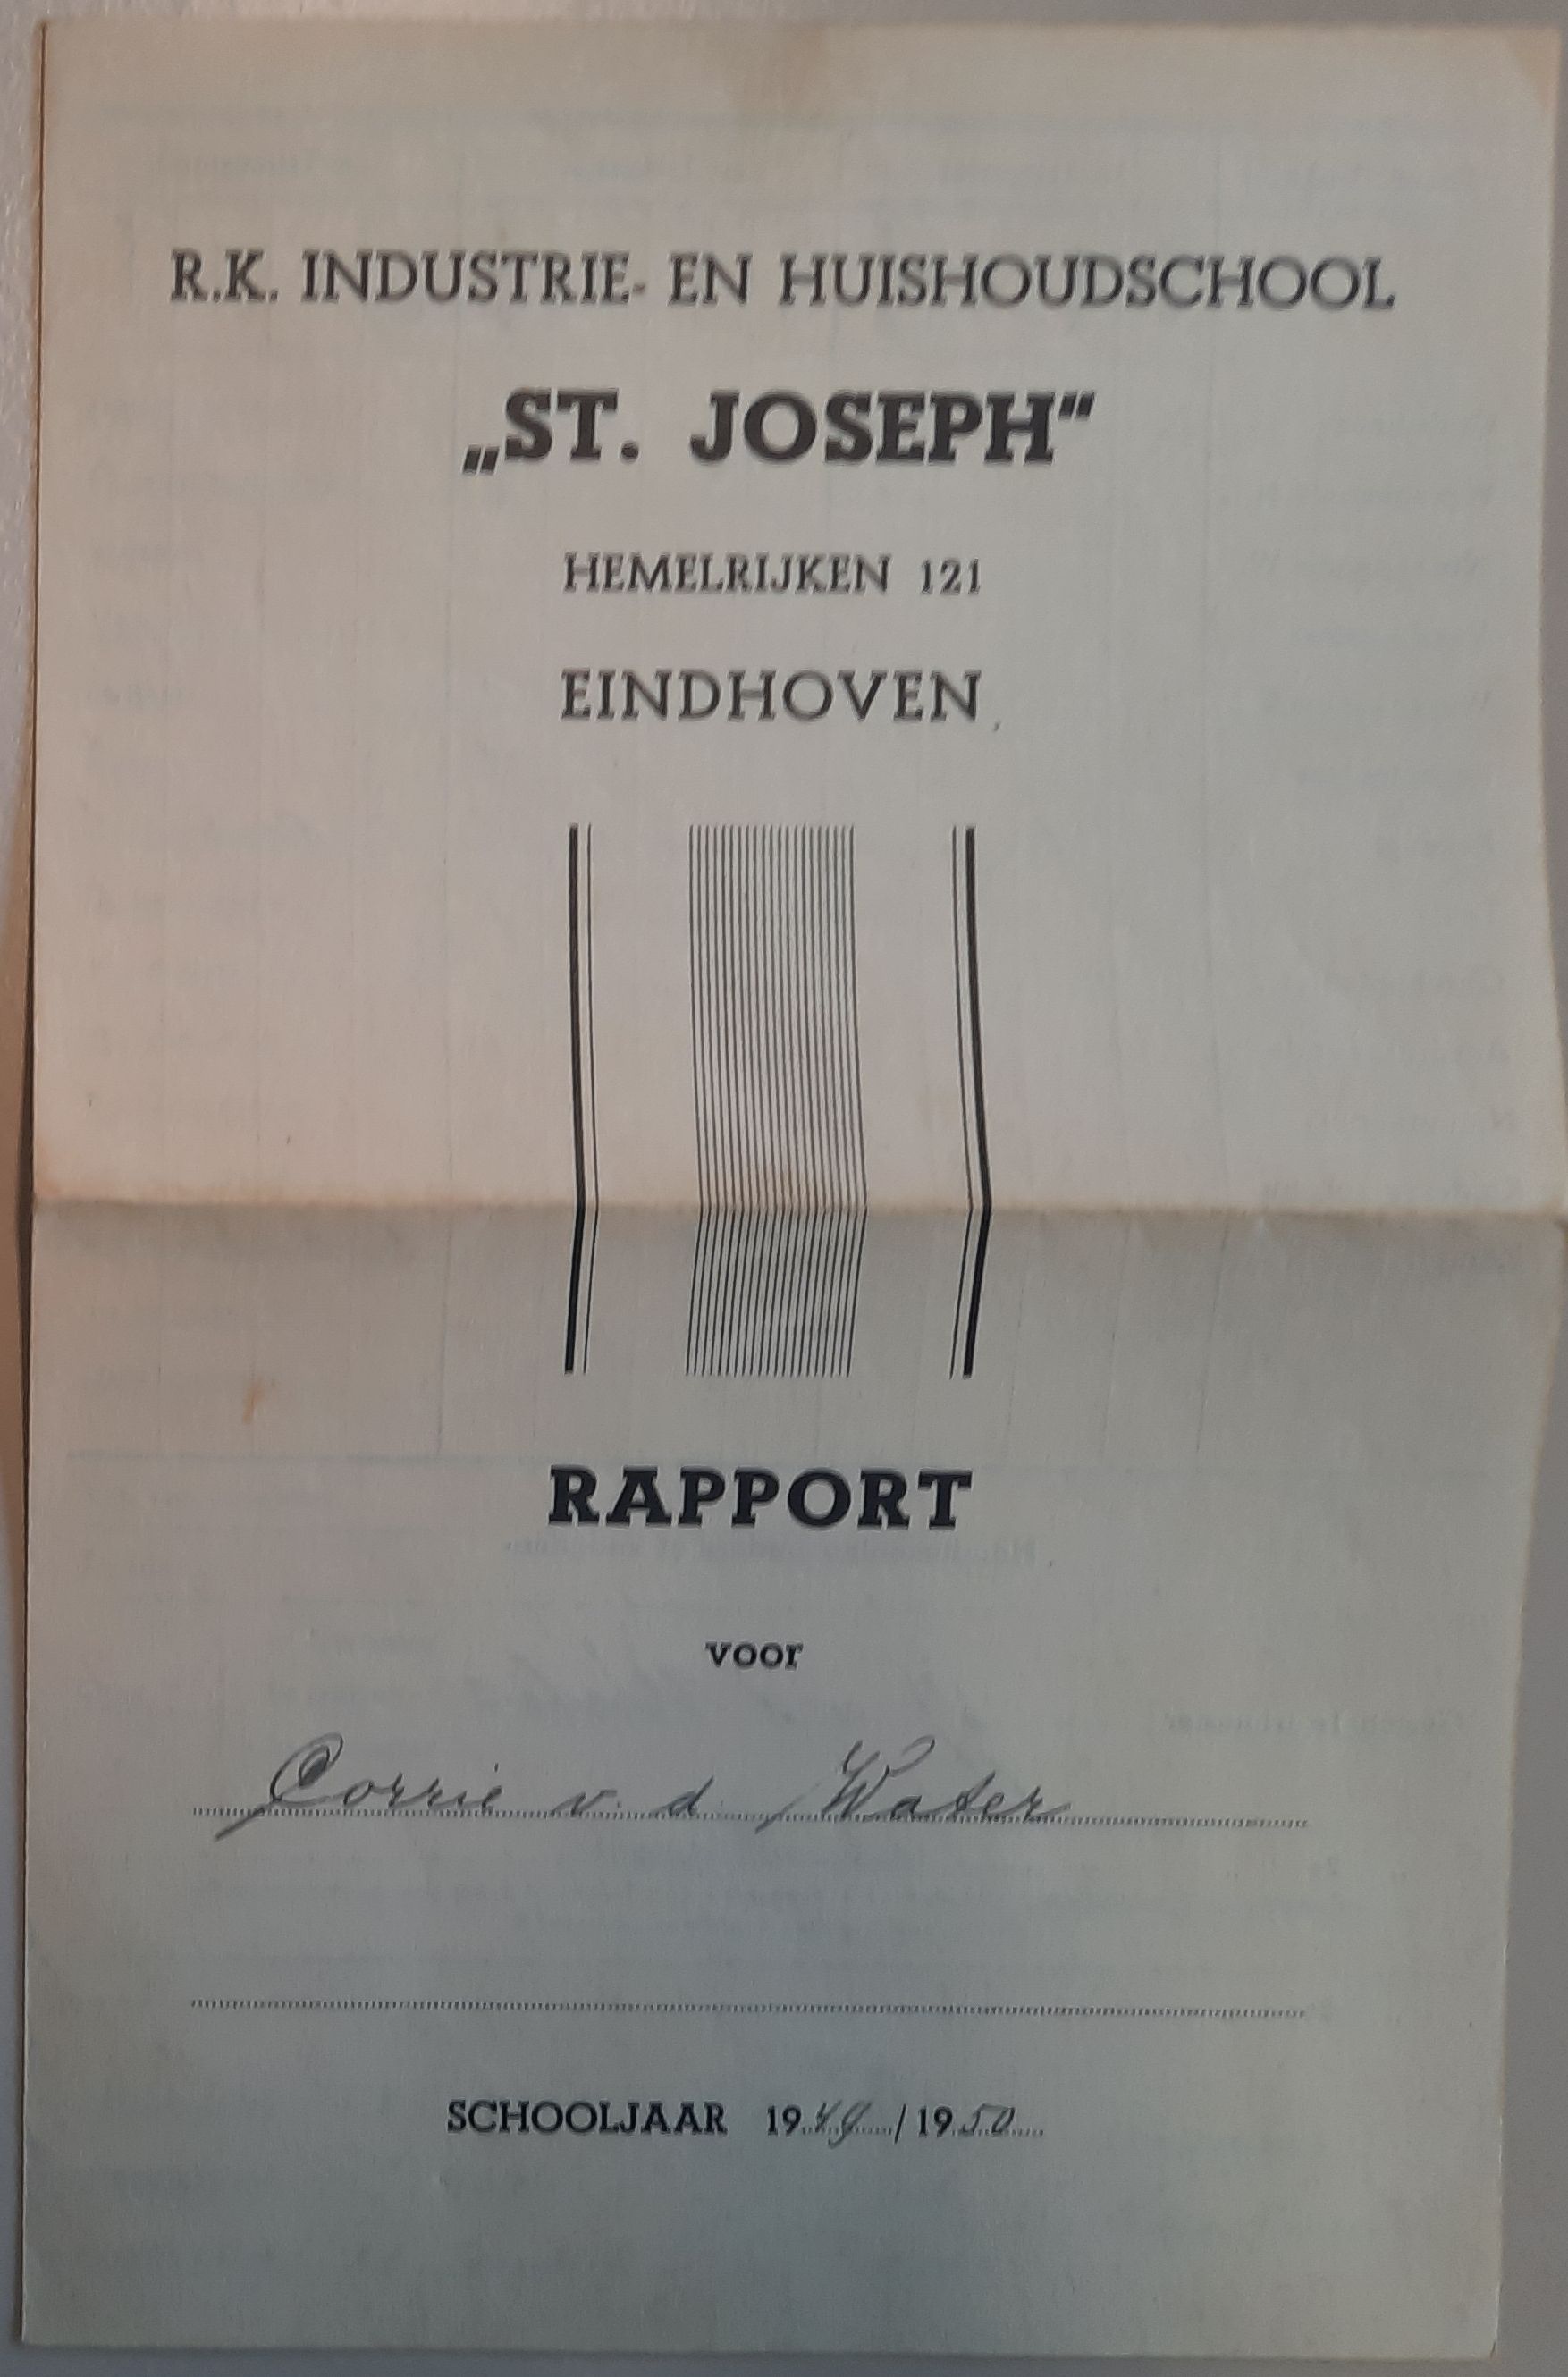 R.K. INDUSTRIE- EN HUISHOUDSCHOOL
„ST. JOSEPH"
HEMELRIJKEN 121
EINDHOVEN
RAPPORT
voor
Corrie v. d. Water
SCHOOLJAAR 1949/1950